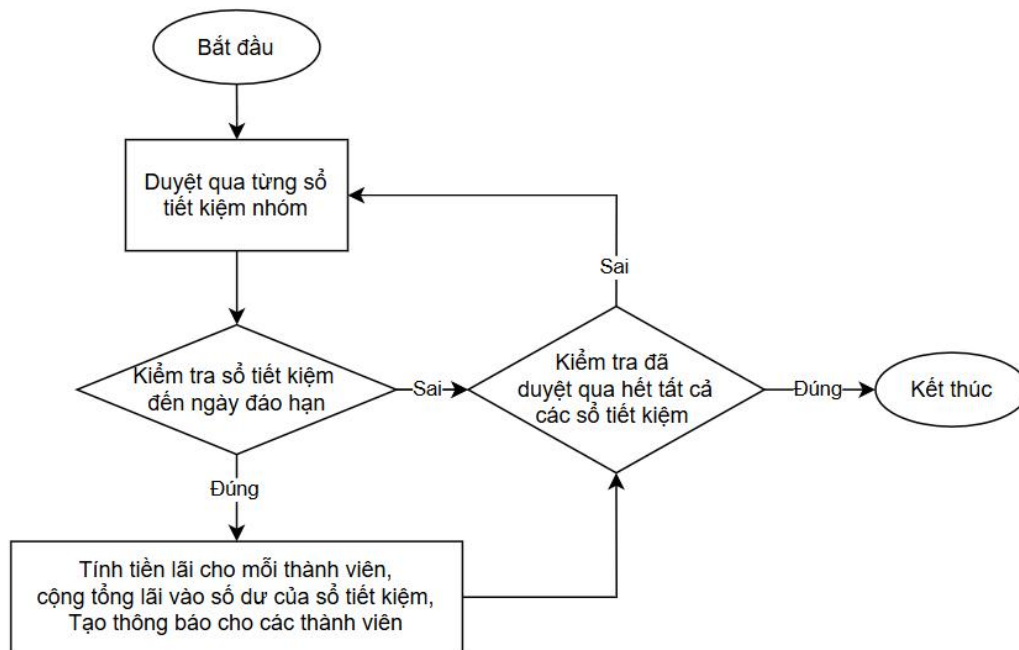 Bắt đầu
Duyệt qua từng sổ
tiết kiệm nhóm
Sai
Kiểm tra sổ tiết kiệm
đến ngày đáo hạn
Sai
Kiểm tra đã
duyệt qua hết tất cả
các sổ tiết kiệm
Đúng
Kết thúc
Đúng
Tính tiền lãi cho mỗi thành viên,
cộng tổng lãi vào số dư của sổ tiết kiệm,
Tạo thông báo cho các thành viên